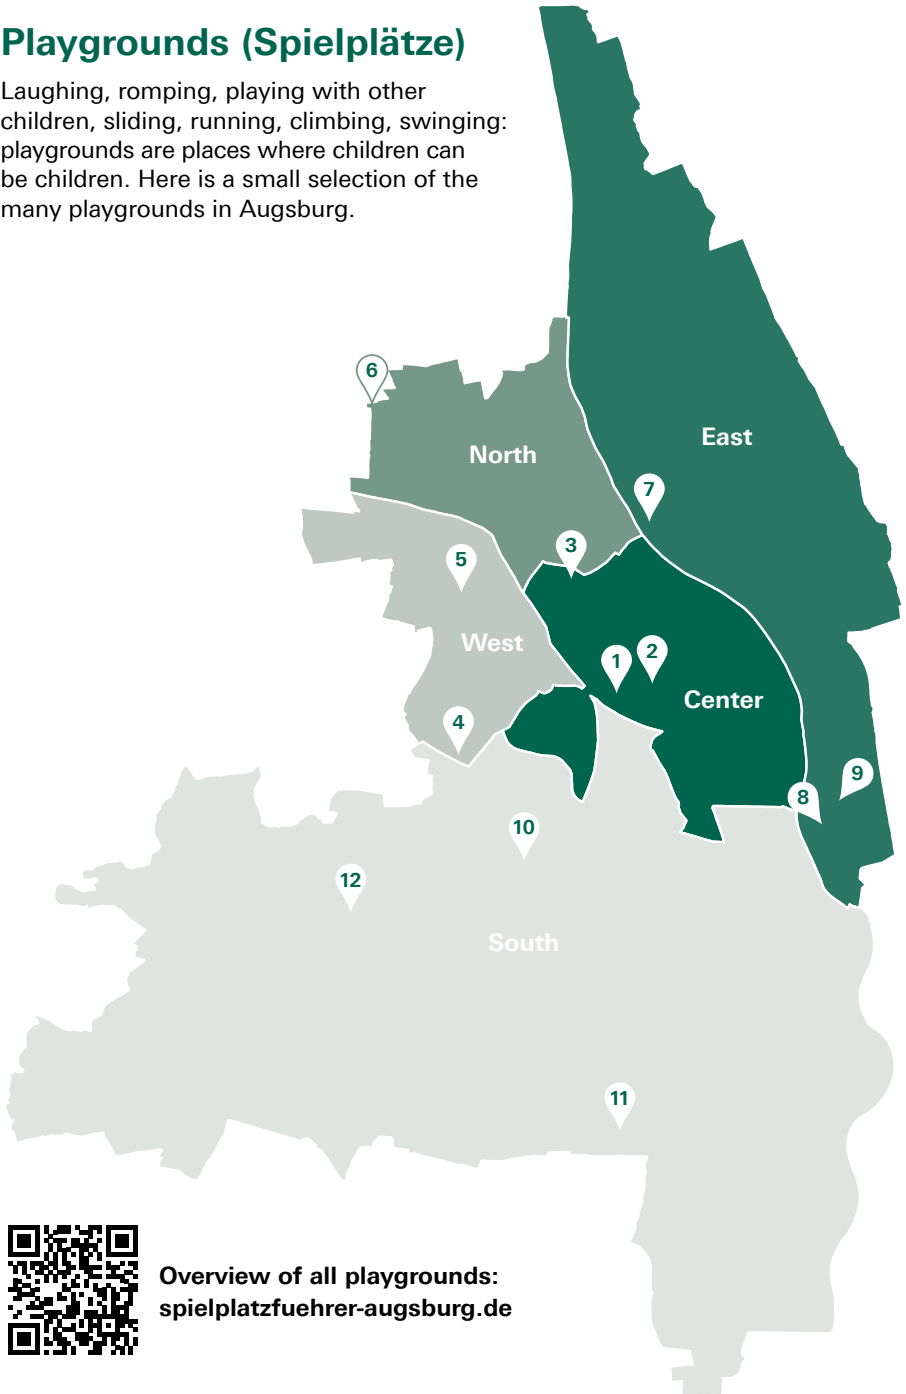 Playgrounds (Spielplätze)
Laughing, romping, playing with other
children, sliding, running, climbing, swinging:
playgrounds are places where children can
be children. Here is a small selection of the
many playgrounds in Augsburg.
6
North
East
7
3
5
West
1
2
Center
4
9
8
10
12
South
11
Overview of all playgrounds:
spielplatzfuehrer-augsburg.de